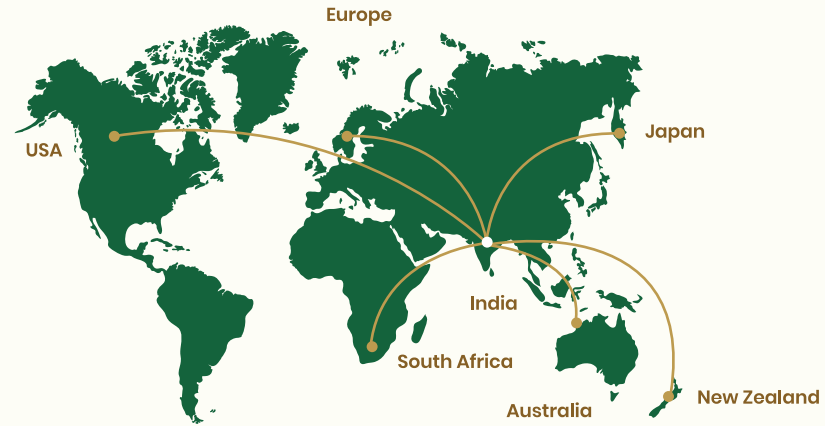 Europe
USA
Japan
India
South Africa
Australia
New Zealand